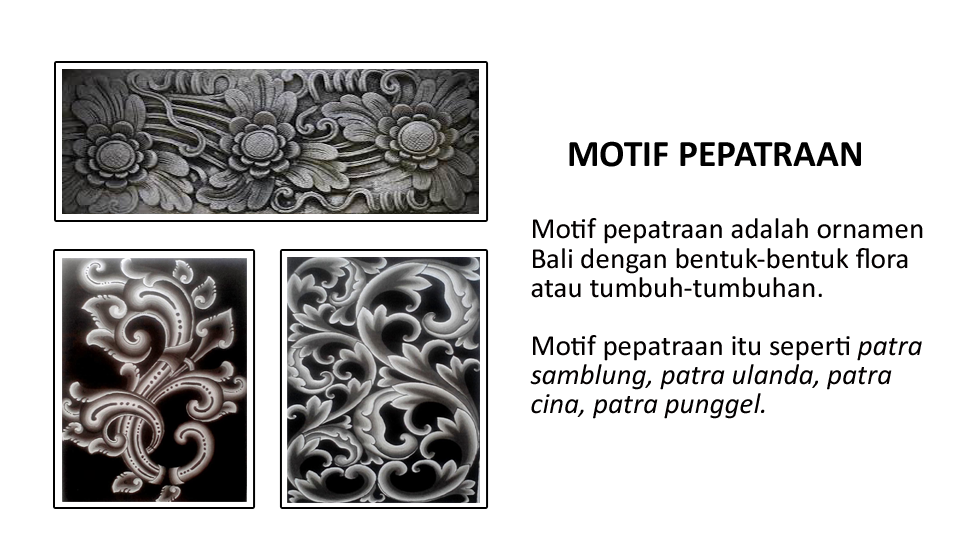 MOTIF PEPATRAAN
Motif pepatraan adalah ornamen
Bali dengan bentuk-bentuk flora
atau tumbuh-tumbuhan.
Motif pepatraan itu seperti patra
samblung, patra ulanda, patra
cina, patra punggel.